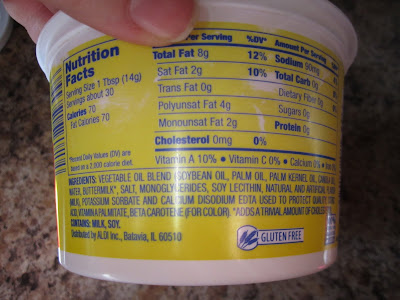 Nutrition Facts
Serving Size 1 Tbsp (14g)
Servings about 30
Calories 70
Fat Calories 70
*Percent Daily Values (DV) are
based on a 2,000 calorie diet.
Per Serving %DV*
Total Fat 8g 12%
Sat Fat 2g 10%
Trans Fat 0g
Polyunsat Fat 4g
Monounsat Fat 2g
Cholesterol 0mg 0%
Amount Per Serving
Sodium 90mg
Total Carb 0g
Dietary Fiber 0g
Sugars 0g
Protein 0g
Vitamin A 10% • Vitamin C 0% • Calcium 0% •
INGREDIENTS: VEGETABLE OIL BLEND (SOYBEAN OIL, PALM OIL, PALM KERNEL OIL, CANOLA OIL),
WATER, BUTTERMILK*, SALT, MONOGLYCERIDES, SOY LECITHIN, NATURAL AND ARTIFICIAL FLAVOR
MILK), POTASSIUM SORBATE AND CALCIUM DISODIUM EDTA USED TO PROTECT QUALITY, CITRIC
ACID, VITAMIN A PALMITATE, BETA CAROTENE (FOR COLOR). *ADDS A TRIVIAL AMOUNT OF CHOLESTEROL
CONTAINS: MILK, SOY.
Distributed by ALDI Inc., Batavia, IL 60510
GLUTEN FREE